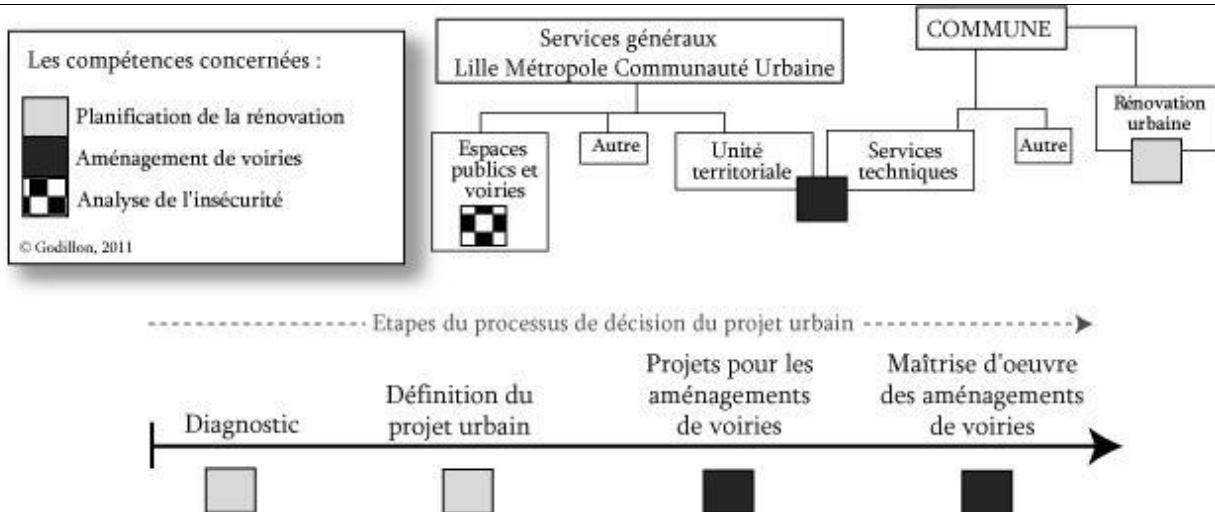 Les compétences concernées :
Planification de la rénovation
Aménagement de voiries
Analyse de l'insécurité
© Godillon, 2011
Services généraux
Lille Métropole Communauté Urbaine
COMMUNE
Espaces
publics et
voiries
Autre
Unité
territoriale
Services
techniques
Autre
Rénovation
urbaine
Etapes du processus de décision du projet urbain
Diagnostic
Définition du
projet urbain
Projets pour les
aménagements
de voiries
Maîtrise d'oeuvre
des aménagements
de voiries